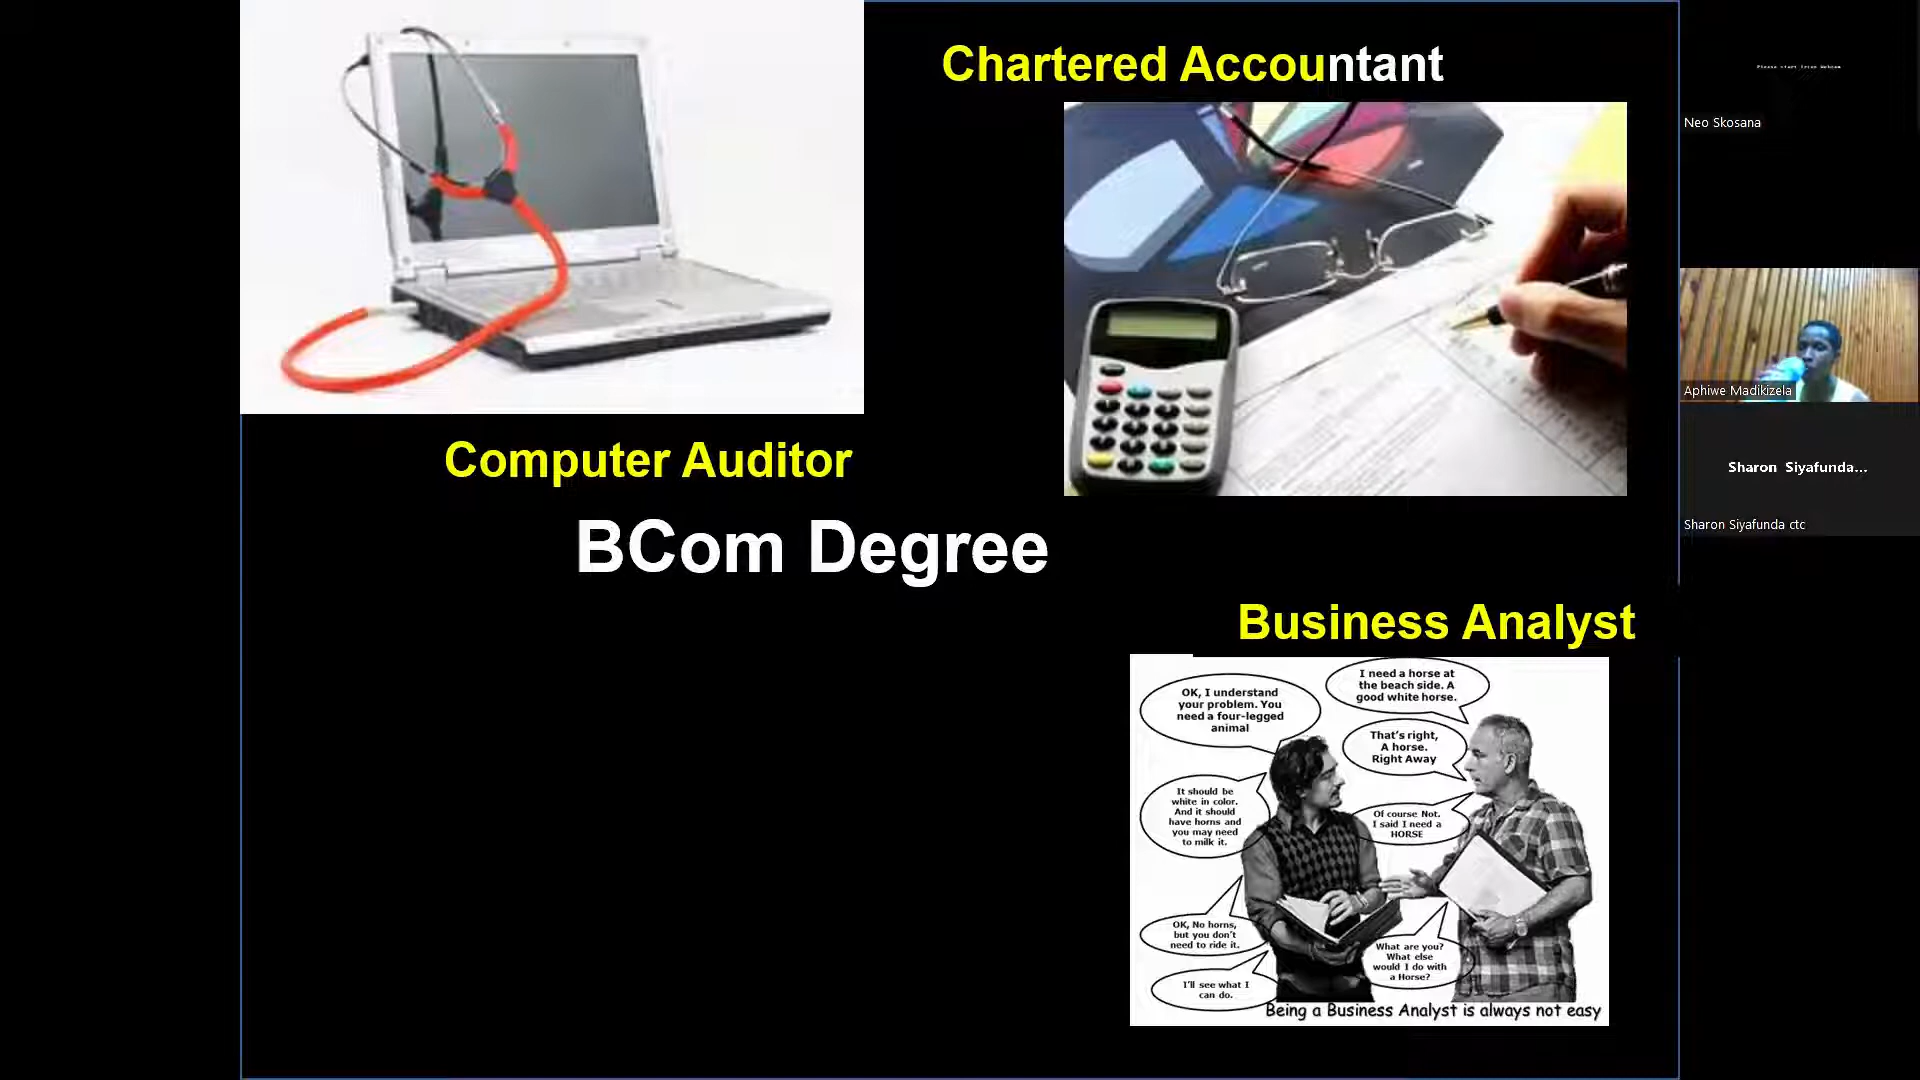 Chartered Accountant
Computer Auditor
BCom Degree
Business Analyst
I need a horse at
the beach side. A
good white horse.
OK, I understand
your problem. You
need a four-legged
animal
That's right,
A horse.
Right Away
It should be
white in color.
And it should
have horns and
you may need
to milk it.
Of course Not.
I said I need a
HORSE
OK, No horns,
but you don't
need to ride it.
What are you?
What else
would I do with
a Horse?
I'll see what I
can do.
Being a Business Analyst is always not easy
Please start Iriun Webcam
Neo Skosana
Aphiwe Madikizela
Sharon Siyafunda...
Sharon Siyafunda ctc